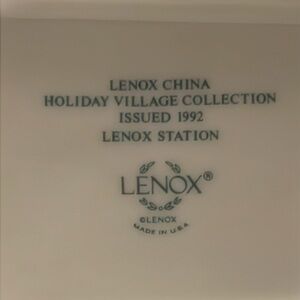 LENOX CHINA
HOLIDAY VILLAGE COLLECTION
ISSUED 1992
LENOX STATION
LENOX®
©LENOX
MADE IN U.S.A